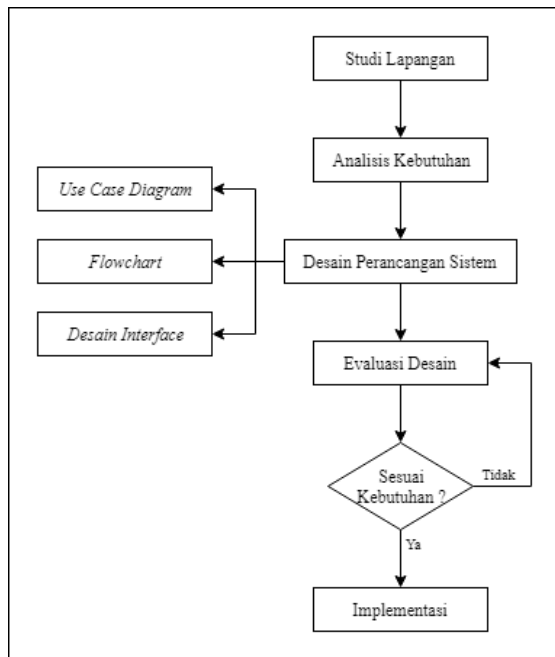 Studi Lapangan
Analisis Kebutuhan
Use Case Diagram
Flowchart
Desain Perancangan Sistem
Desain Interface
Evaluasi Desain
Sesuai
Kebutuhan ?
Tidak
Ya
Implementasi